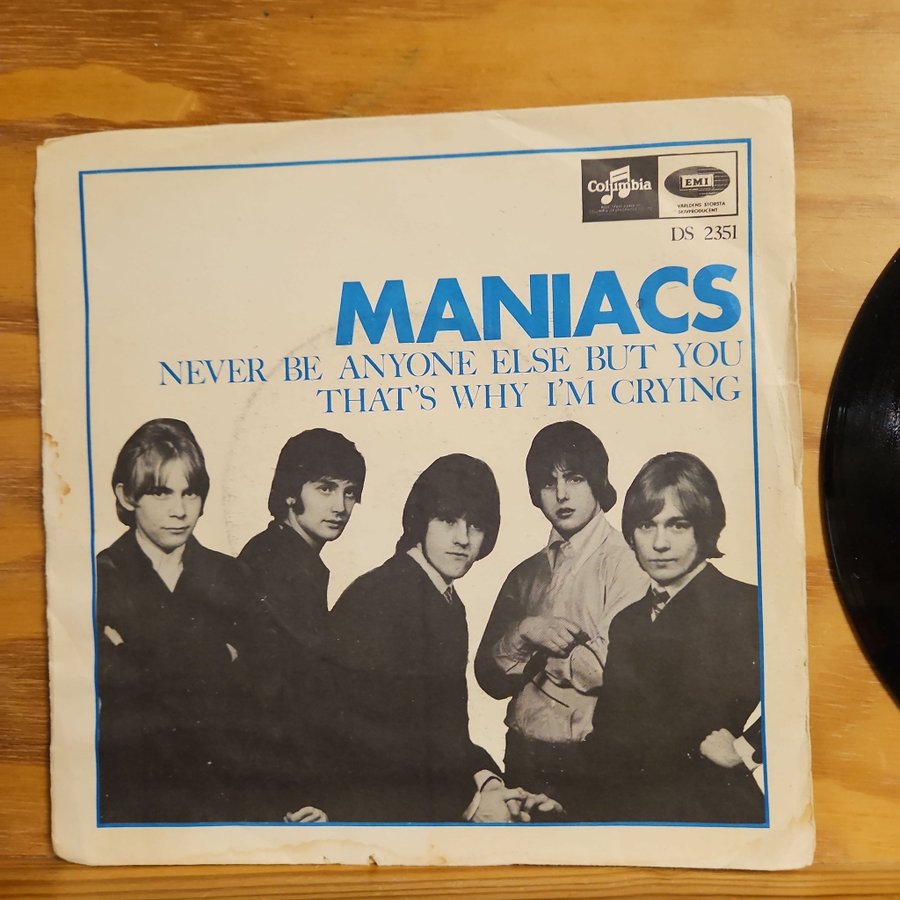 Columbia
EMI
VÄRLDENS STÖRSTA
SKIVPRODUCENT
DS 2351
MANIACS
NEVER BE ANYONE ELSE BUT YOU
THAT'S WHY I'M CRYING